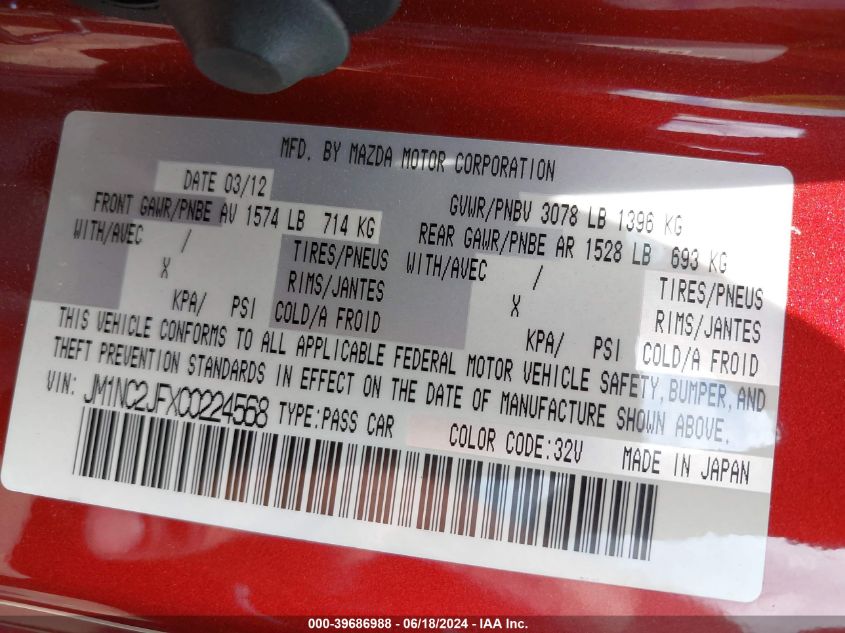 MFD. BY MAZDA MOTOR CORPORATION
DATE 03/12
GVWR/PNBV 3078 LB 1396 KG
FRONT GAWR/PNBE AV 1574 LB 714 KG
REAR GAWR/PNBE AR 1528 LB 693 KG
WITH/AVEC / TIRES/PNEUS
WITH/AVEC / TIRES/PNEUS
X RIMS/JANTES
X RIMS/JANTES
KPA/ PSI COLD/A FROID
KPA/ PSI COLD/A FROID
THIS VEHICLE CONFORMS TO ALL APPLICABLE FEDERAL MOTOR VEHICLE SAFETY, BUMPER, AND
THEFT PREVENTION STANDARDS IN EFFECT ON THE DATE OF MANUFACTURE SHOWN ABOVE.
VIN: JM1NC2JFXC0224568 TYPE:PASS CAR
COLOR CODE:32V MADE IN JAPAN
000-39686988 - 06/18/2024 - IAA Inc.